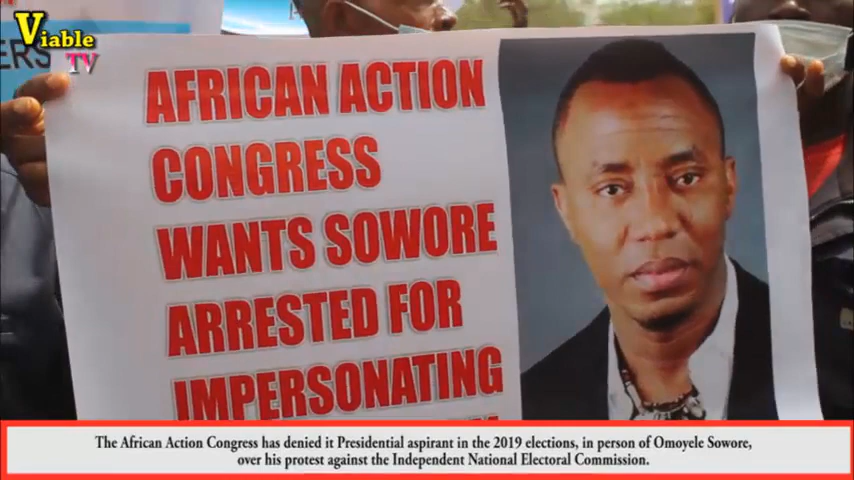 Viable
TV
ERS
AFRICAN ACTION
CONGRESS
WANTS SOWORE
ARRESTED FOR
IMPERSONATING
The African Action Congress has denied it Presidential aspirant in the 2019 elections, in person of Omoyele Sowore,
over his protest against the Independent National Electoral Commission.